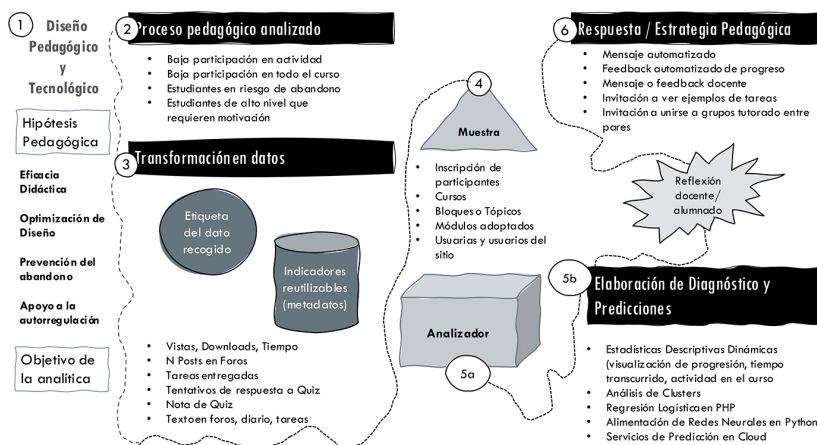 1
Diseño
Pedagógico
y
Tecnológico
Hipótesis
Pedagógica
Eficacia
Didáctica
Optimización de
Diseño
Prevención del
abandono
Apoyo a la
autorregulación
Objetivo de
la analítica
2
Proceso pedagógico analizado
• Baja participación en actividad
• Baja participación en todo el curso
• Estudiantes en riesgo de abandono
• Estudiantes de alto nivel que
requieren motivación
3
Transformación en datos
Etiqueta
del dato
recogido
Indicadores
reutilizables
(metadatos)
• Vistas, Downloads, Tiempo
• N Posts en Foros
• Tareas entregadas
• Tentativos de respuesta a Quiz
• Nota de Quiz
• Texto en foros, diario, tareas
4
Muestra
• Inscripción de
participantes
• Cursos
• Bloques o Tópicos
• Módulos adoptados
• Usuarias y usuarios del
sitio
Analizador
5a
5b
Elaboración de Diagnóstico y
Predicciones
• Estadísticas Descriptivas Dinámicas
(visualización de progresión, tiempo
transcurrido, actividad en el curso
• Análisis de Clusters
• Regresión Logística en PHP
• Alimentación de Redes Neurales en Python
• Servicios de Predicción en Cloud
6
Respuesta / Estrategia Pedagógica
• Mensaje automatizado
• Feedback automatizado de progreso
• Mensaje o feedback docente
• Invitación a ver ejemplos de tareas
• Invitación a unirse a grupos tutorado entre
pares
Reflexión
docente/
alumnado